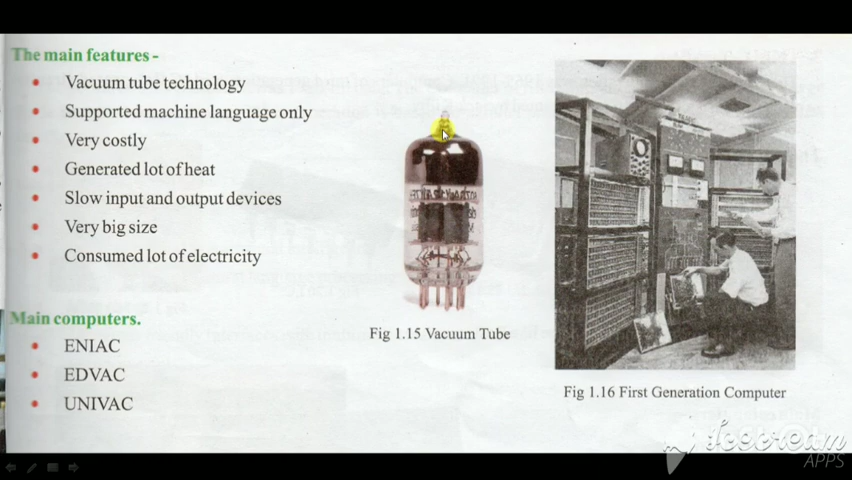 The main features -
Vacuum tube technology
Supported machine language only
Very costly
Generated lot of heat
Slow input and output devices
Very big size
Consumed lot of electricity
Main computers.
ENIAC
EDVAC
UNIVAC
Fig 1.15 Vacuum Tube
Fig 1.16 First Generation Computer
Icecream
APPS